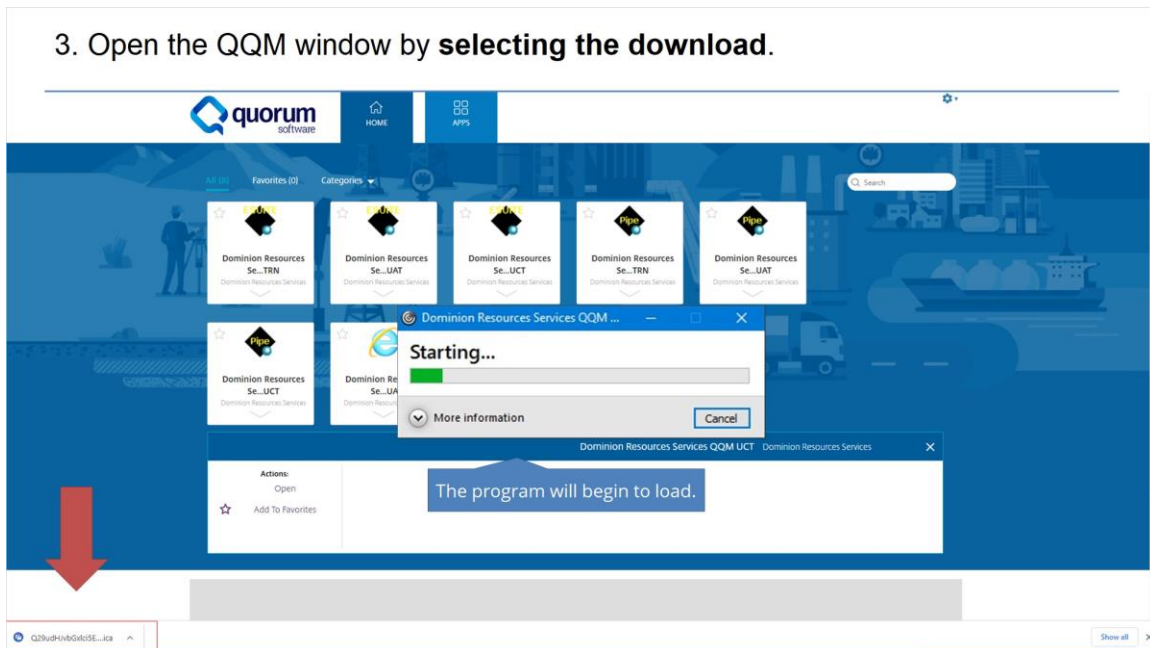 3. Open the QQM window by selecting the download.
quorum
software
HOME
APPS
All (8) Favorites (0) Categories
Search
ESUITE ESUITE ESUITE Pipe Pipe
Dominion Resources Dominion Resources Dominion Resources Dominion Resources Dominion Resources
Se...TRN Se...UAT Se...UCT Se...TRN Se...UAT
Dominion Resources Services Dominion Resources Services Dominion Resources Services Dominion Resources Services Dominion Resources Services
Pipe
Dominion Resources Dominion Re
Se...UCT Se...UA
Dominion Resources Services Dominion Resour
Dominion Resources Services QQM ...
Starting...
More information Cancel
Dominion Resources Services QQM UCT Dominion Resources Services
Actions:
Open
Add To Favorites
The program will begin to load.
Show all